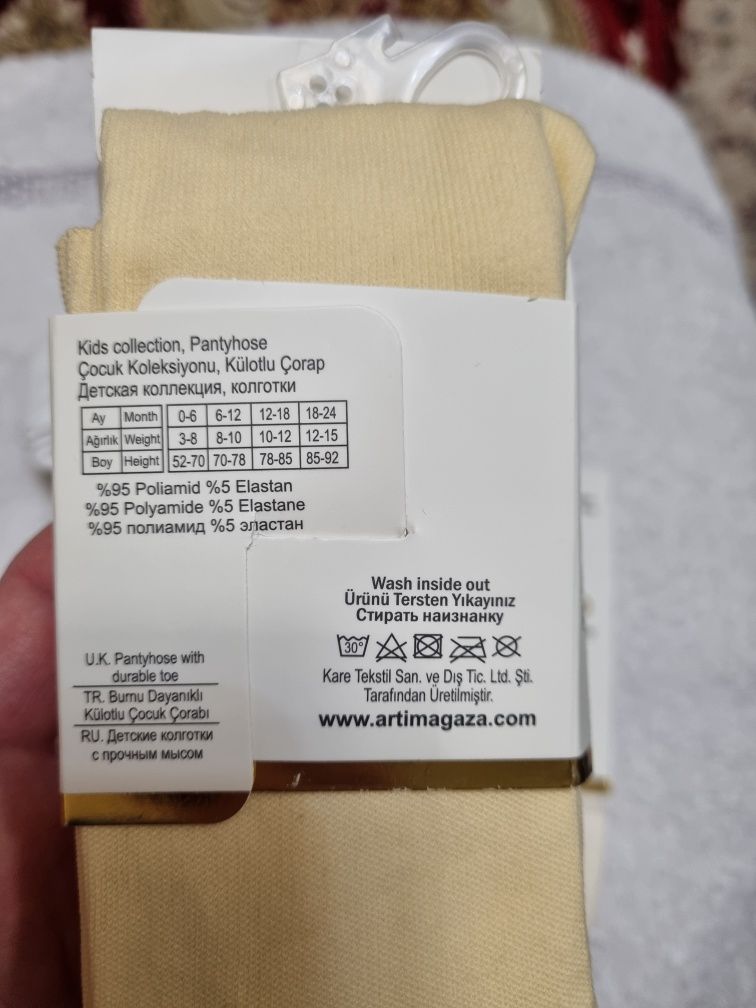 Kids collection, Pantyhose
Çocuk Koleksiyonu, Külotlu Çorap
Детская коллекция, колготки
Ay Month 0-6 6-12 12-18 18-24
Ağırlık Weight 3-8 8-10 10-12 12-15
Boy Height 52-70 70-78 78-85 85-92
%95 Poliamid %5 Elastan
%95 Polyamide %5 Elastane
%95 полиамид %5 эластан
Wash inside out
Ürünü Tersten Yıkayınız
Стирать наизнанку
30°
Kare Tekstil San. ve Dış Tic. Ltd. Şti.
Tarafından Üretilmiştir.
www.artimagaza.com
U.K. Pantyhose with
durable toe
TR. Burnu Dayanıklı
Külotlu Çocuk Çorabı
RU. Детские колготки
с прочным мысом